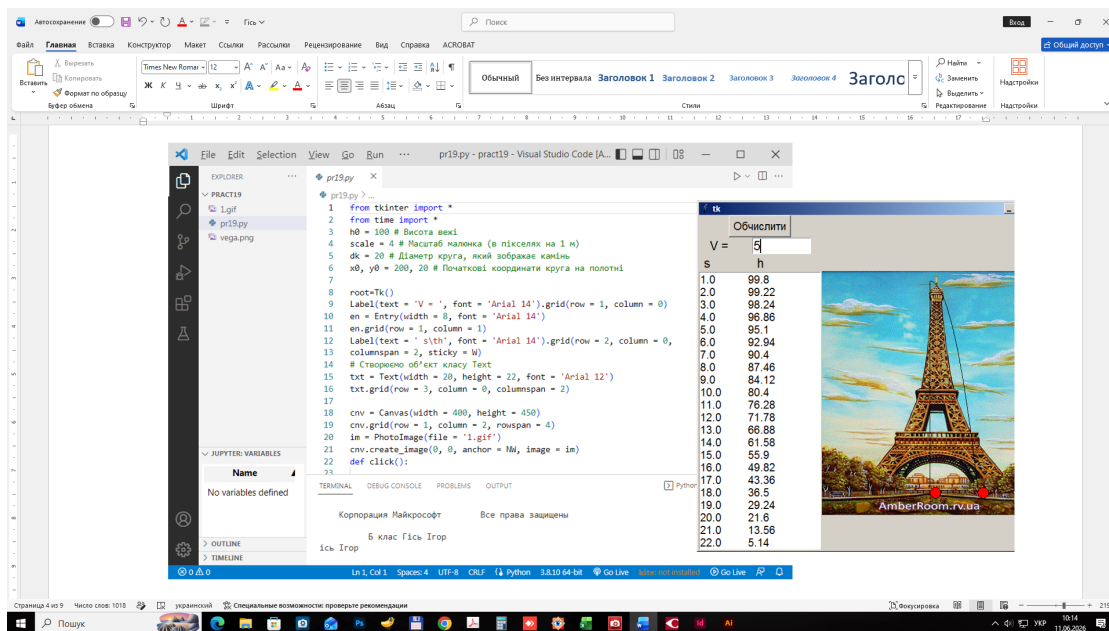 Автосохранение
Гісь
Поиск
Вход
Файл Главная Вставка Конструктор Макет Ссылки Рассылки Рецензирование Вид Справка ACROBAT
Общий доступ
Вставить
Вырезать
Копировать
Формат по образцу
Буфер обмена
Times New Romar 12
Шрифт
Абзац
Обычный Без интервала Заголовок 1 Заголовок 2 Заголовок 3 Заголовок 4 Заголо
Стили
Найти
Заменить
Выделить
Редактирование
Надстройки
Надстройки
File Edit Selection View Go Run ··· pr19.py - pract19 - Visual Studio Code [A...
EXPLORER ···
PRACT19
1.gif
pr19.py
vega.png
JUPYTER: VARIABLES
Name
No variables defined
OUTLINE
TIMELINE
pr19.py
pr19.py > ...
1 from tkinter import *
2 from time import *
3 h0 = 100 # Висота вежі
4 scale = 4 # Масштаб малюнка (в пікселях на 1 м)
5 dk = 20 # Діаметр круга, який зображає камінь
6 x0, y0 = 200, 20 # Початкові координати круга на полотні
7
8 root=Tk()
9 Label(text = 'V = ', font = 'Arial 14').grid(row = 1, column = 0)
10 en = Entry(width = 8, font = 'Arial 14')
11 en.grid(row = 1, column = 1)
12 Label(text = ' s\th', font = 'Arial 14').grid(row = 2, column = 0,
13 columnspan = 2, sticky = W)
14 # Створюємо об'єкт класу Text
15 txt = Text(width = 20, height = 22, font = 'Arial 12')
16 txt.grid(row = 3, column = 0, columnspan = 2)
17
18 cnv = Canvas(width = 400, height = 450)
19 cnv.grid(row = 1, column = 2, rowspan = 4)
20 im = PhotoImage(file = '1.gif')
21 cnv.create_image(0, 0, anchor = NW, image = im)
22 def click():
23
TERMINAL DEBUG CONSOLE PROBLEMS OUTPUT Python
Корпорация Майкрософт Все права защищены
Б клас Гісь Ігор
ісь Ігор
0 0 Ln 1, Col 1 Spaces: 4 UTF-8 CRLF Python 3.8.10 64-bit Go Live not installed Go Live
tk
Обчислити
V = 5
s h
1.0 99.8
2.0 99.22
3.0 98.24
4.0 96.86
5.0 95.1
6.0 92.94
7.0 90.4
8.0 87.46
9.0 84.12
10.0 80.4
11.0 76.28
12.0 71.78
13.0 66.88
14.0 61.58
15.0 55.9
16.0 49.82
17.0 43.36
18.0 36.5
19.0 29.24
20.0 21.6
21.0 13.56
22.0 5.14
AmberRoom.rv.ua
Страница 4 из 9 Число слов: 1018 украинский Специальные возможности: проверьте рекомендации Фокусировка
Пошук
УКР 10:14
11.06.2026